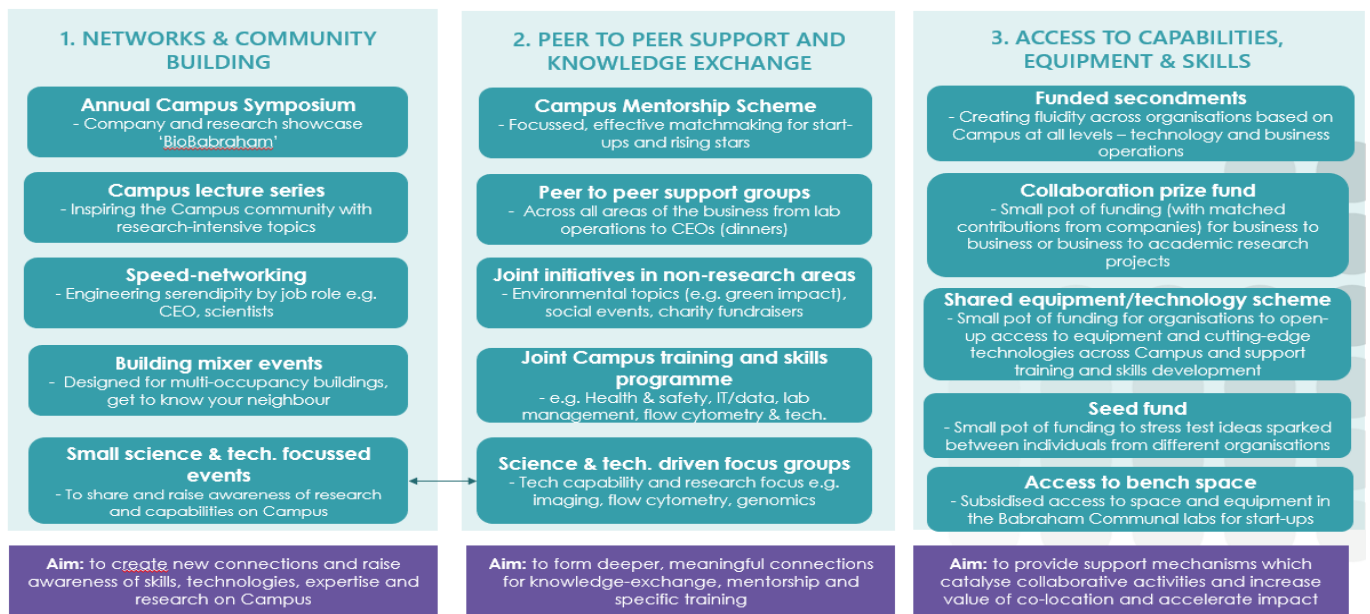 1. NETWORKS & COMMUNITY
BUILDING
Annual Campus Symposium
- Company and research showcase
'BioBabraham'
Campus lecture series
- Inspiring the Campus community with
research-intensive topics
Speed-networking
- Engineering serendipity by job role e.g.
CEO, scientists
Building mixer events
- Designed for multi-occupancy buildings,
get to know your neighbour
Small science & tech. focussed
events
- To share and raise awareness of research
and capabilities on Campus
Aim: to create new connections and raise
awareness of skills, technologies, expertise and
research on Campus
2. PEER TO PEER SUPPORT AND
KNOWLEDGE EXCHANGE
Campus Mentorship Scheme
- Focussed, effective matchmaking for start-
ups and rising stars
Peer to peer support groups
- Across all areas of the business from lab
operations to CEOs (dinners)
Joint initiatives in non-research areas
- Environmental topics (e.g. green impact),
social events, charity fundraisers
Joint Campus training and skills
programme
- e.g. Health & safety, IT/data, lab
management, flow cytometry & tech.
Science & tech. driven focus groups
- Tech capability and research focus e.g.
imaging, flow cytometry, genomics
Aim: to form deeper, meaningful connections
for knowledge-exchange, mentorship and
specific training
3. ACCESS TO CAPABILITIES,
EQUIPMENT & SKILLS
Funded secondments
- Creating fluidity across organisations based on
Campus at all levels – technology and business
operations
Collaboration prize fund
- Small pot of funding (with matched
contributions from companies) for business to
business or business to academic research
projects
Shared equipment/technology scheme
- Small pot of funding for organisations to open-
up access to equipment and cutting-edge
technologies across Campus and support
training and skills development
Seed fund
- Small pot of funding to stress test ideas sparked
between individuals from different organisations
Access to bench space
- Subsidised access to space and equipment in
the Babraham Communal labs for start-ups
Aim: to provide support mechanisms which
catalyse collaborative activities and increase
value of co-location and accelerate impact